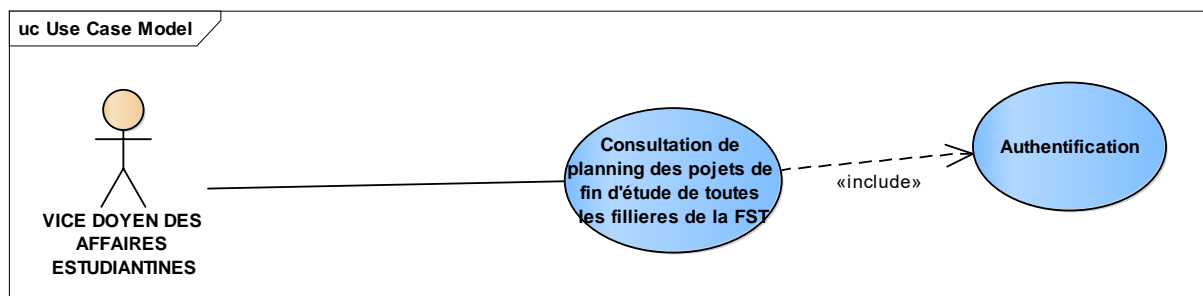 uc Use Case Model
VICE DOYEN DES
AFFAIRES
ESTUDIANTINES
Consultation de
planning des pojets de
fin d'étude de toutes
les fillieres de la FST
«include»
Authentification